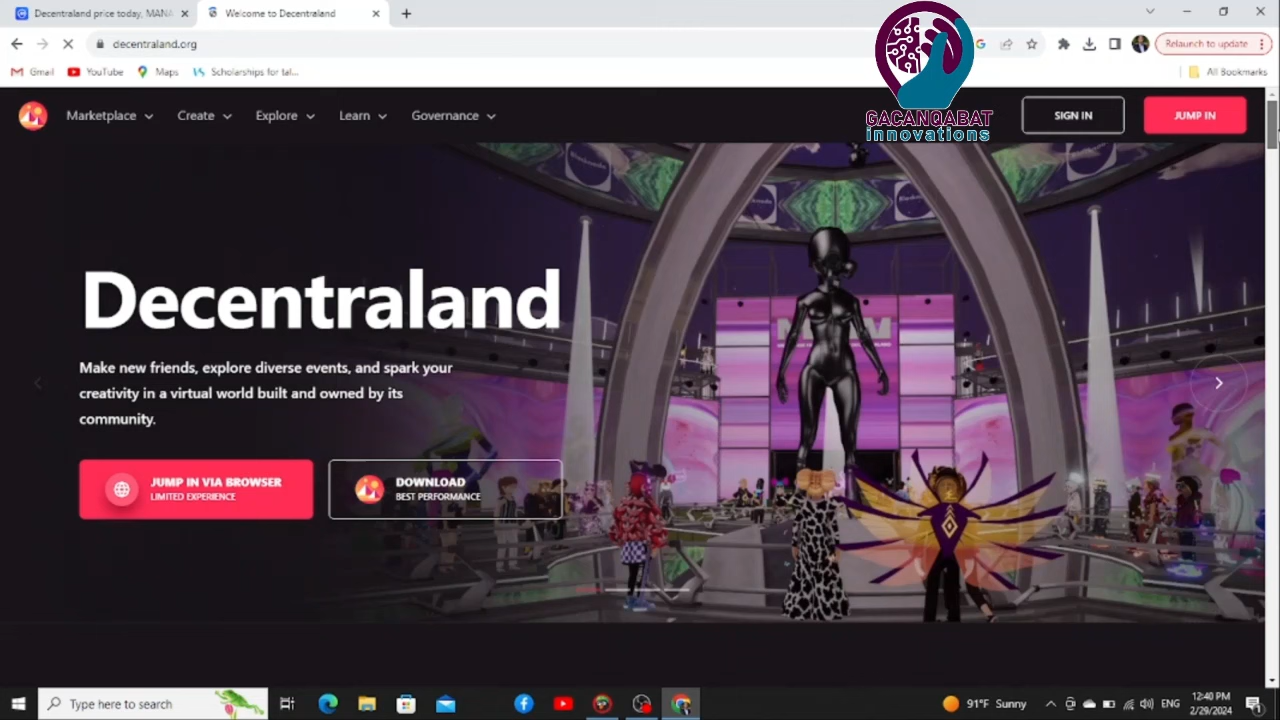 Decentraland price today, MANA
Welcome to Decentraland
decentraland.org
Relaunch to update
Gmail
YouTube
Maps
Scholarships for tal...
All Bookmarks
GACANQABAT
innovations
Marketplace
Create
Explore
Learn
Governance
SIGN IN
JUMP IN
Decentraland
Make new friends, explore diverse events, and spark your
creativity in a virtual world built and owned by its
community.
JUMP IN VIA BROWSER
LIMITED EXPERIENCE
DOWNLOAD
BEST PERFORMANCE
Type here to search
91°F Sunny
ENG
12:40 PM
2/29/2024